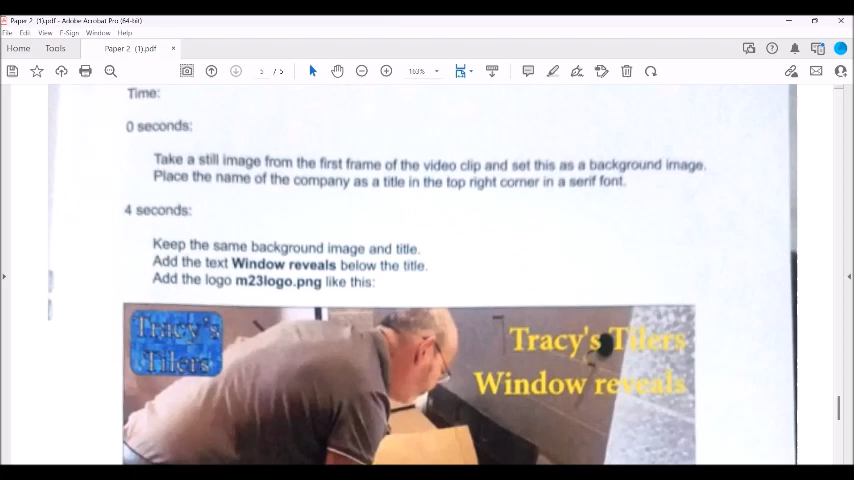 Paper 2 (1).pdf - Adobe Acrobat Pro (64-bit)
File Edit View E-Sign Window Help
Home Tools Paper 2 (1).pdf ×
5 / 5 163%
Time:
0 seconds:
Take a still image from the first frame of the video clip and set this as a background image.
Place the name of the company as a title in the top right corner in a serif font.
4 seconds:
Keep the same background image and title.
Add the text Window reveals below the title.
Add the logo m23logo.png like this:
Tracy's
Tilers
Tracy's Tilers
Window reveals